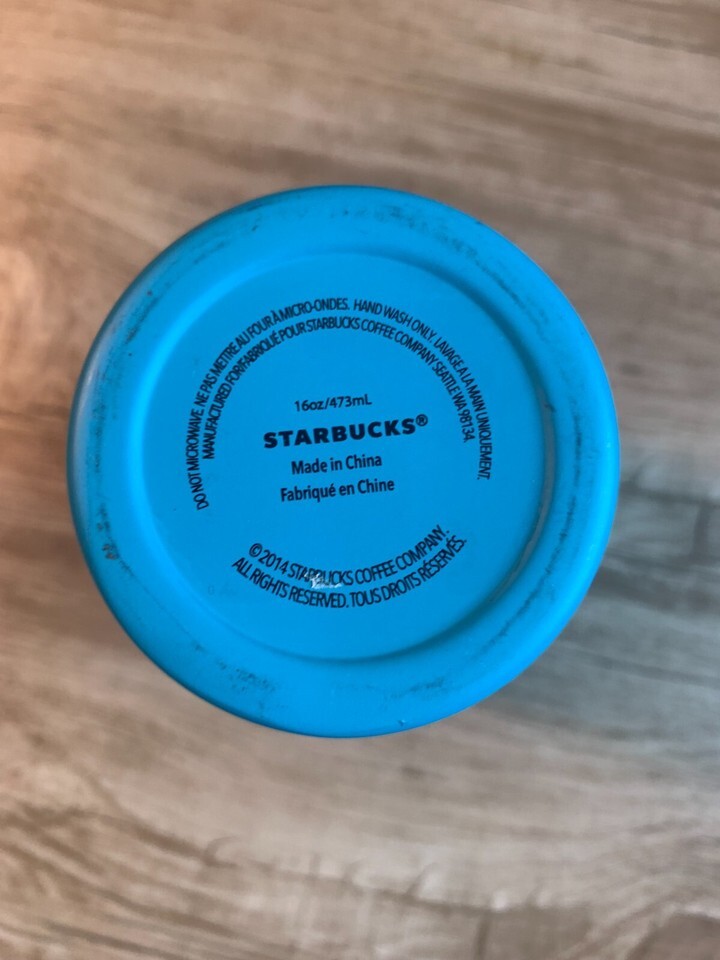 DO NOT MICROWAVE. NE PAS METTRE AU FOUR À MICRO-ONDES. HAND WASH ONLY. LAVAGE A LA MAIN UNIQUEMENT.
MANUFACTURED FOR/FABRIQUÉ POUR STARBUCKS COFFEE COMPANY SEATTLE WA 98134.
16oz/473mL
STARBUCKS®
Made in China
Fabriqué en Chine
© 2014 STARBUCKS COFFEE COMPANY.
ALL RIGHTS RESERVED. TOUS DROITS RÉSERVÉS.